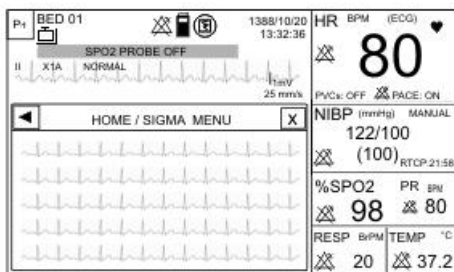 P+ BED 01 1388/10/20
13:32:36
SPO2 PROBE OFF
II X1A NORMAL
1mV
25 mm/s
HOME / SIGMA MENU X
HR BPM (ECG)
80
PVCs: OFF PACE: ON
NIBP (mmHg) MANUAL
122/100
(100) RTCP:21:58
%SPO2 PR BPM
98 80
RESP BrPM TEMP °C
20 37.2